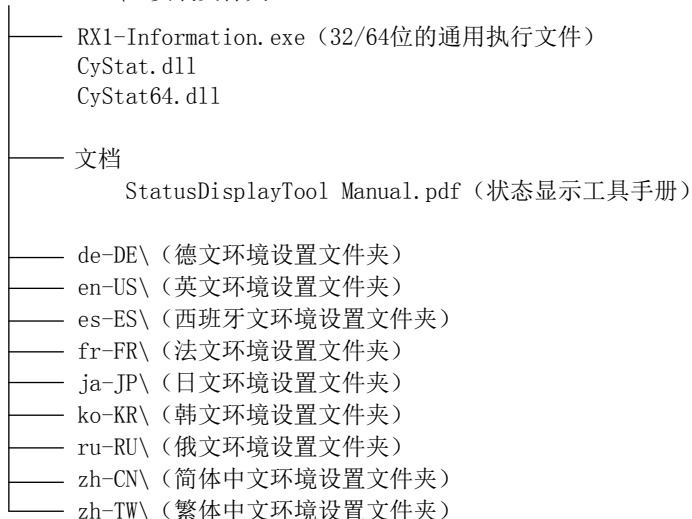 RX1-Information.exe（32/64位的通用执行文件）
CyStat.dll
CyStat64.dll
文档
StatusDisplayTool Manual.pdf（状态显示工具手册）
de-DE\（德文环境设置文件夹）
en-US\（英文环境设置文件夹）
es-ES\（西班牙文环境设置文件夹）
fr-FR\（法文环境设置文件夹）
ja-JP\（日文环境设置文件夹）
ko-KR\（韩文环境设置文件夹）
ru-RU\（俄文环境设置文件夹）
zh-CN\（简体中文环境设置文件夹）
zh-TW\（繁体中文环境设置文件夹）